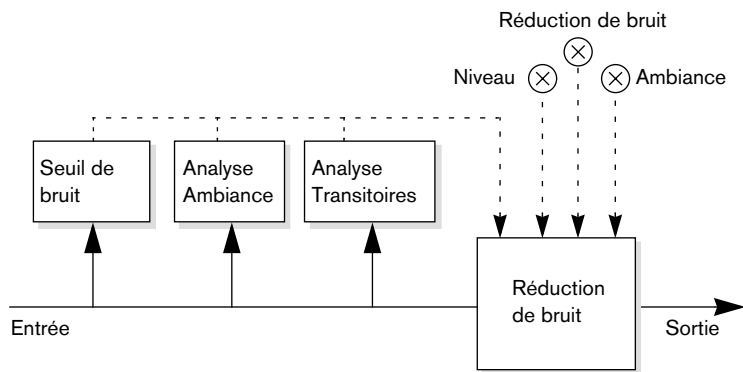 Réduction de bruit
Niveau
Ambiance
Seuil de
bruit
Analyse
Ambiance
Analyse
Transitoires
Réduction
de bruit
Entrée
Sortie